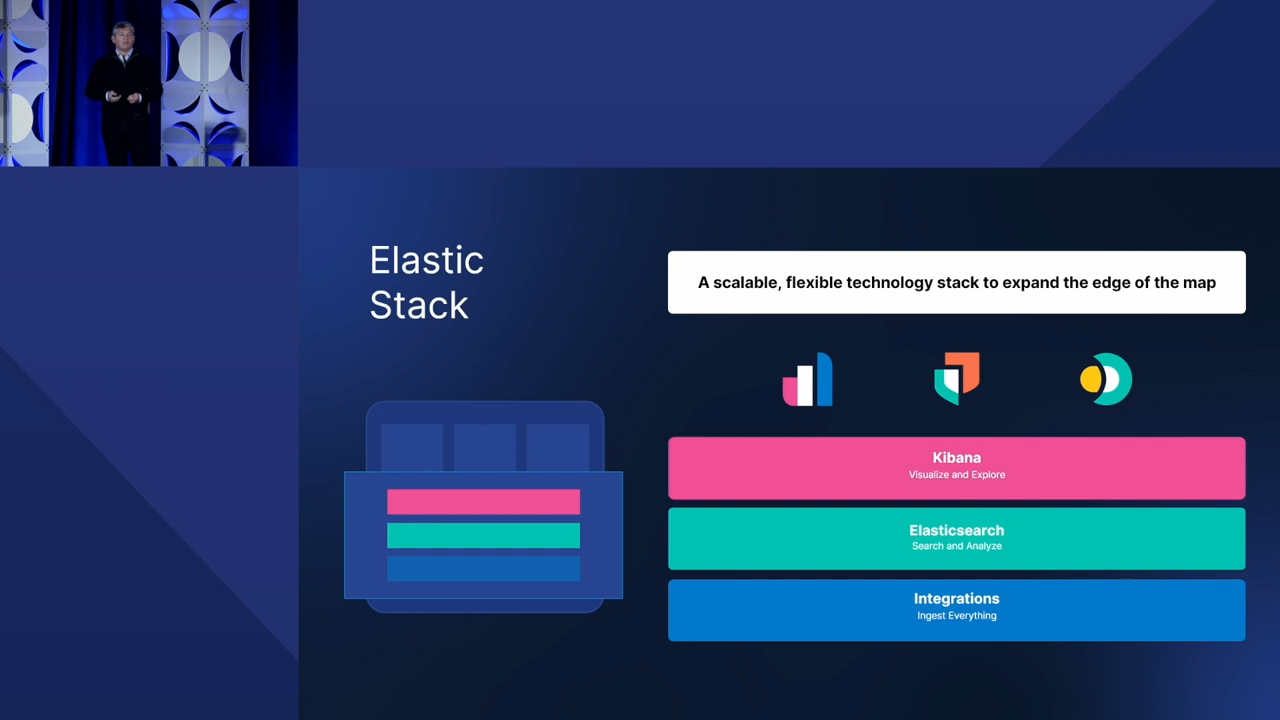 Elastic
Stack
A scalable, flexible technology stack to expand the edge of the map
Kibana
Visualize and Explore
Elasticsearch
Search and Analyze
Integrations
Ingest Everything